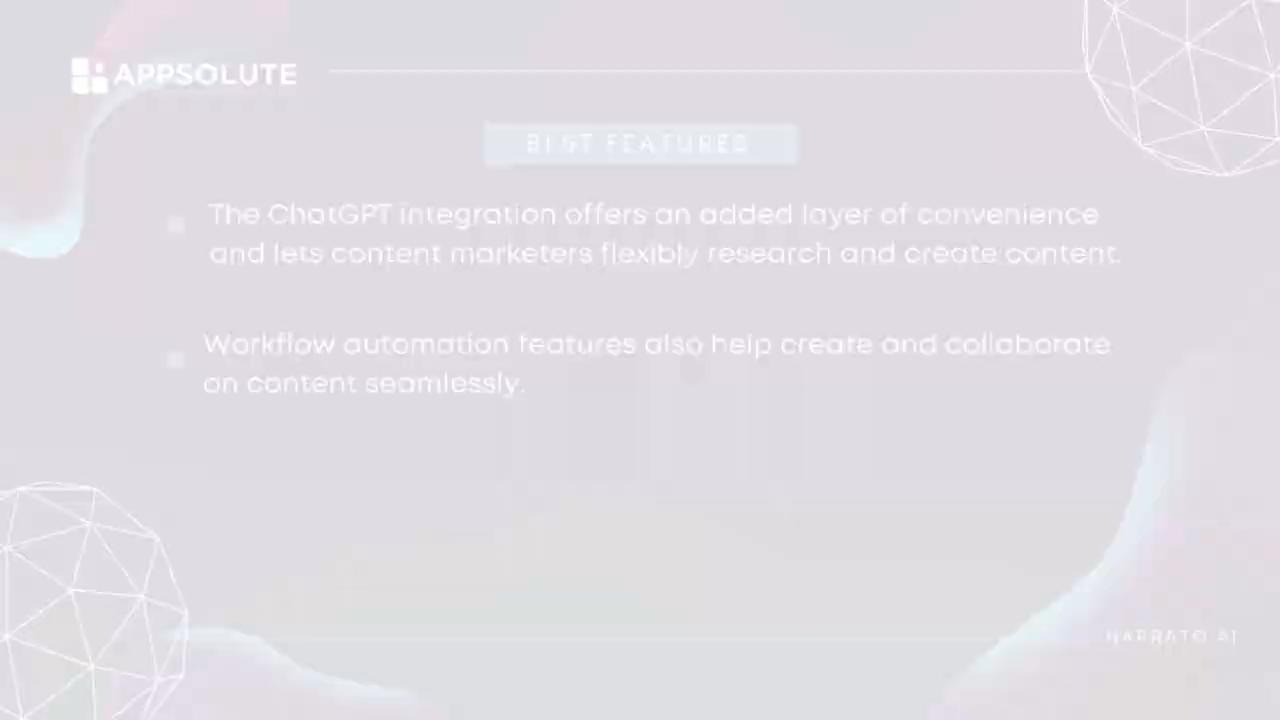 APPSOLUTE
BEST FEATURES
The ChatGPT integration offers an added layer of convenience
and lets content marketers flexibly research and create content.
Workflow automation features also help create and collaborate
on content seamlessly.
NARRATO AI